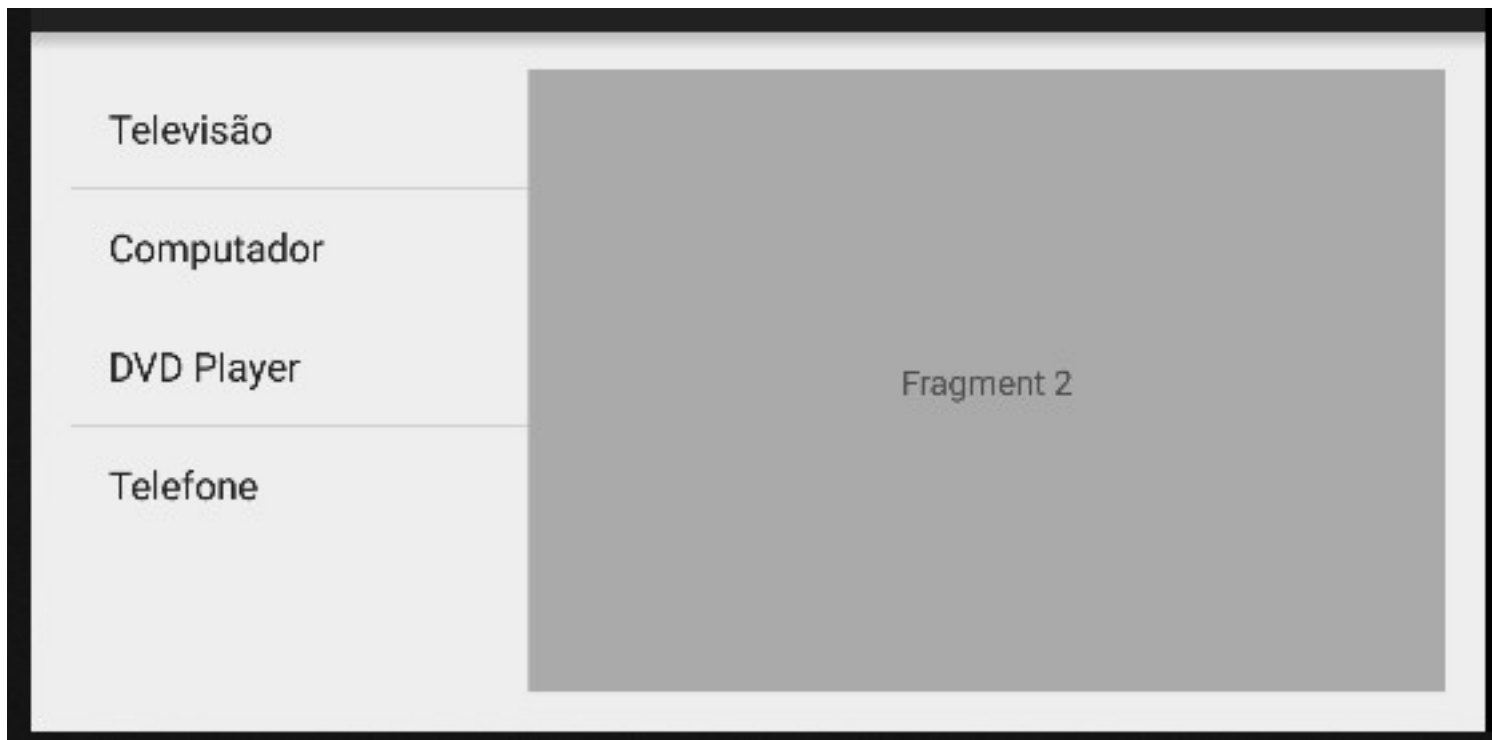 Televisão
Computador
DVD Player
Telefone
Fragment 2